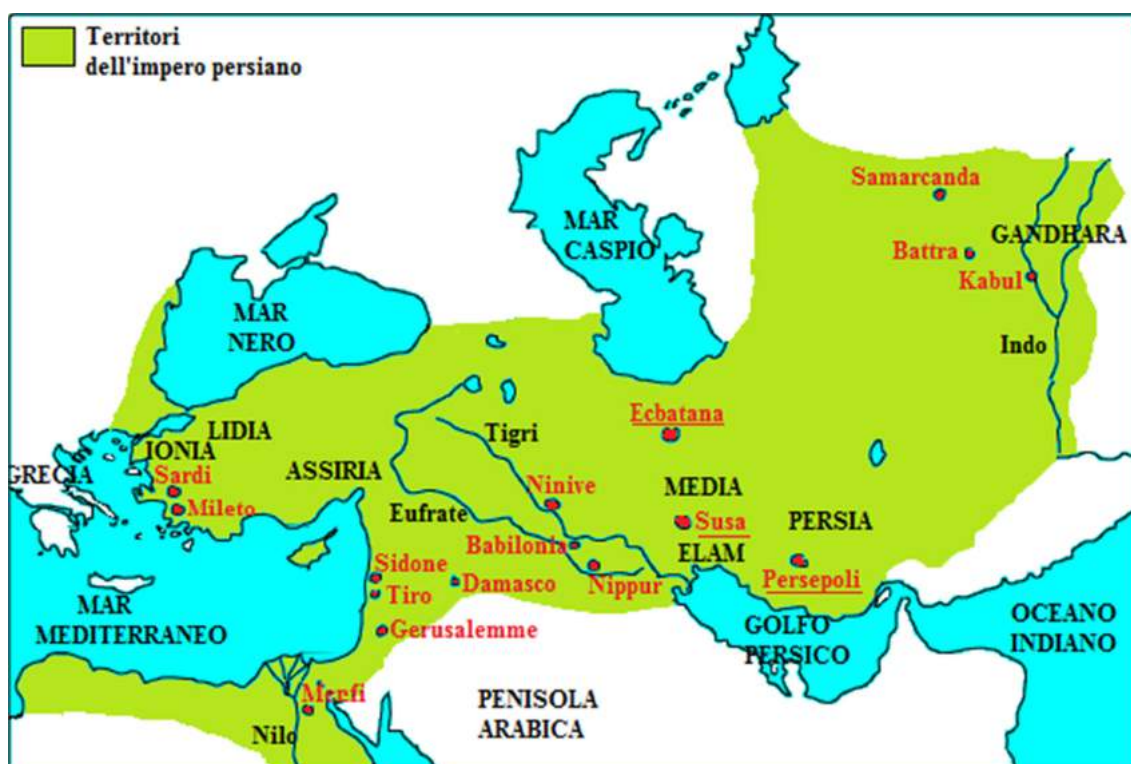 Territori
dell'impero persiano
Samarcanda
MAR
CASPIO
GANDHARA
Battra
Kabul
MAR
NERO
Indo
Ecbatana
LIDIA
Tigri
IONIA
GRECIA
Sardi
ASSIRIA
Ninive
MEDIA
Mileto
Eufrate
Susa
PERSIA
Babilonia
ELAM
Sidone
Damasco
Nippur
Persepoli
Tiro
MAR
MEDITERRANEO
Gerusalemme
GOLFO
PERSICO
OCEANO
INDIANO
Menfi
PENISOLA
ARABICA
Nilo